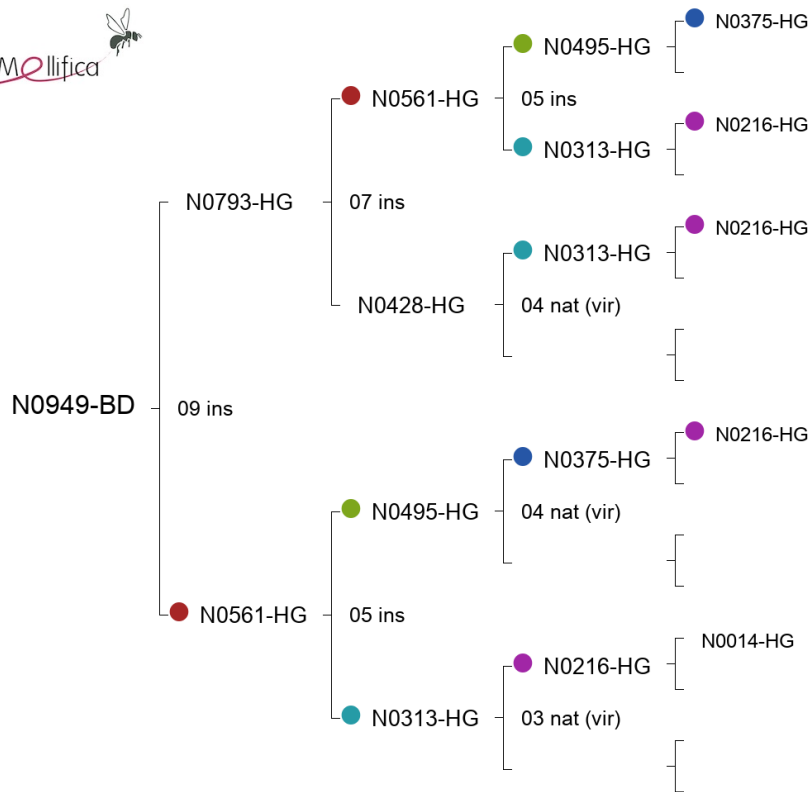 Mellifica
N0375-HG
N0495-HG
N0561-HG
05 ins
N0216-HG
N0313-HG
N0793-HG
07 ins
N0216-HG
N0313-HG
N0428-HG
04 nat (vir)
N0949-BD
09 ins
N0216-HG
N0375-HG
N0495-HG
04 nat (vir)
N0561-HG
05 ins
N0014-HG
N0216-HG
N0313-HG
03 nat (vir)